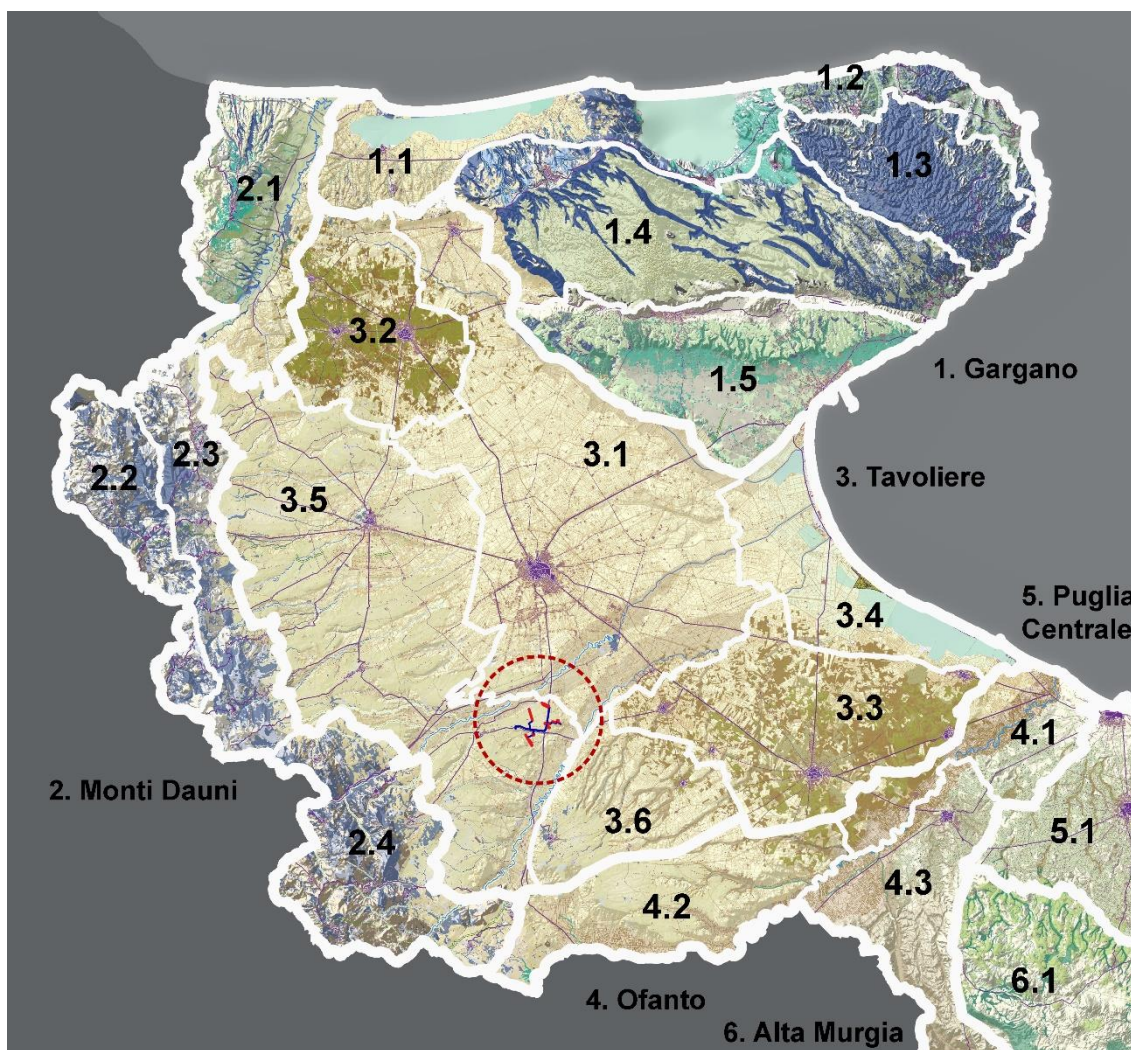 1.2
1.1
1.3
2.1
1.4
3.2
1. Gargano
1.5
2.2
2.3
3.1
3. Tavoliere
3.5
5. Puglia
Centrale
3.4
3.3
4.1
2. Monti Dauni
3.6
2.4
5.1
4.3
4.2
6.1
4. Ofanto
6. Alta Murgia